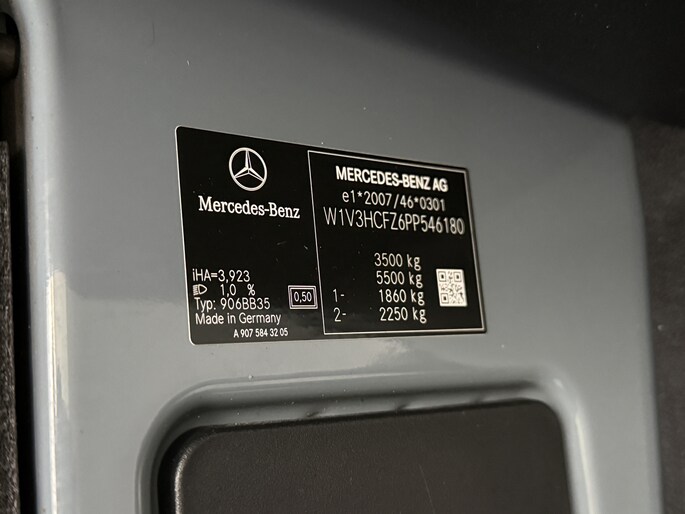 Mercedes-Benz
iHA=3,923
1,0 %
Typ: 906BB35
Made in Germany
0,50
A 907 584 32 05
MERCEDES-BENZ AG
e1*2007/46*0301
W1V3HCFZ6PP546180
3500 kg
5500 kg
1- 1860 kg
2- 2250 kg